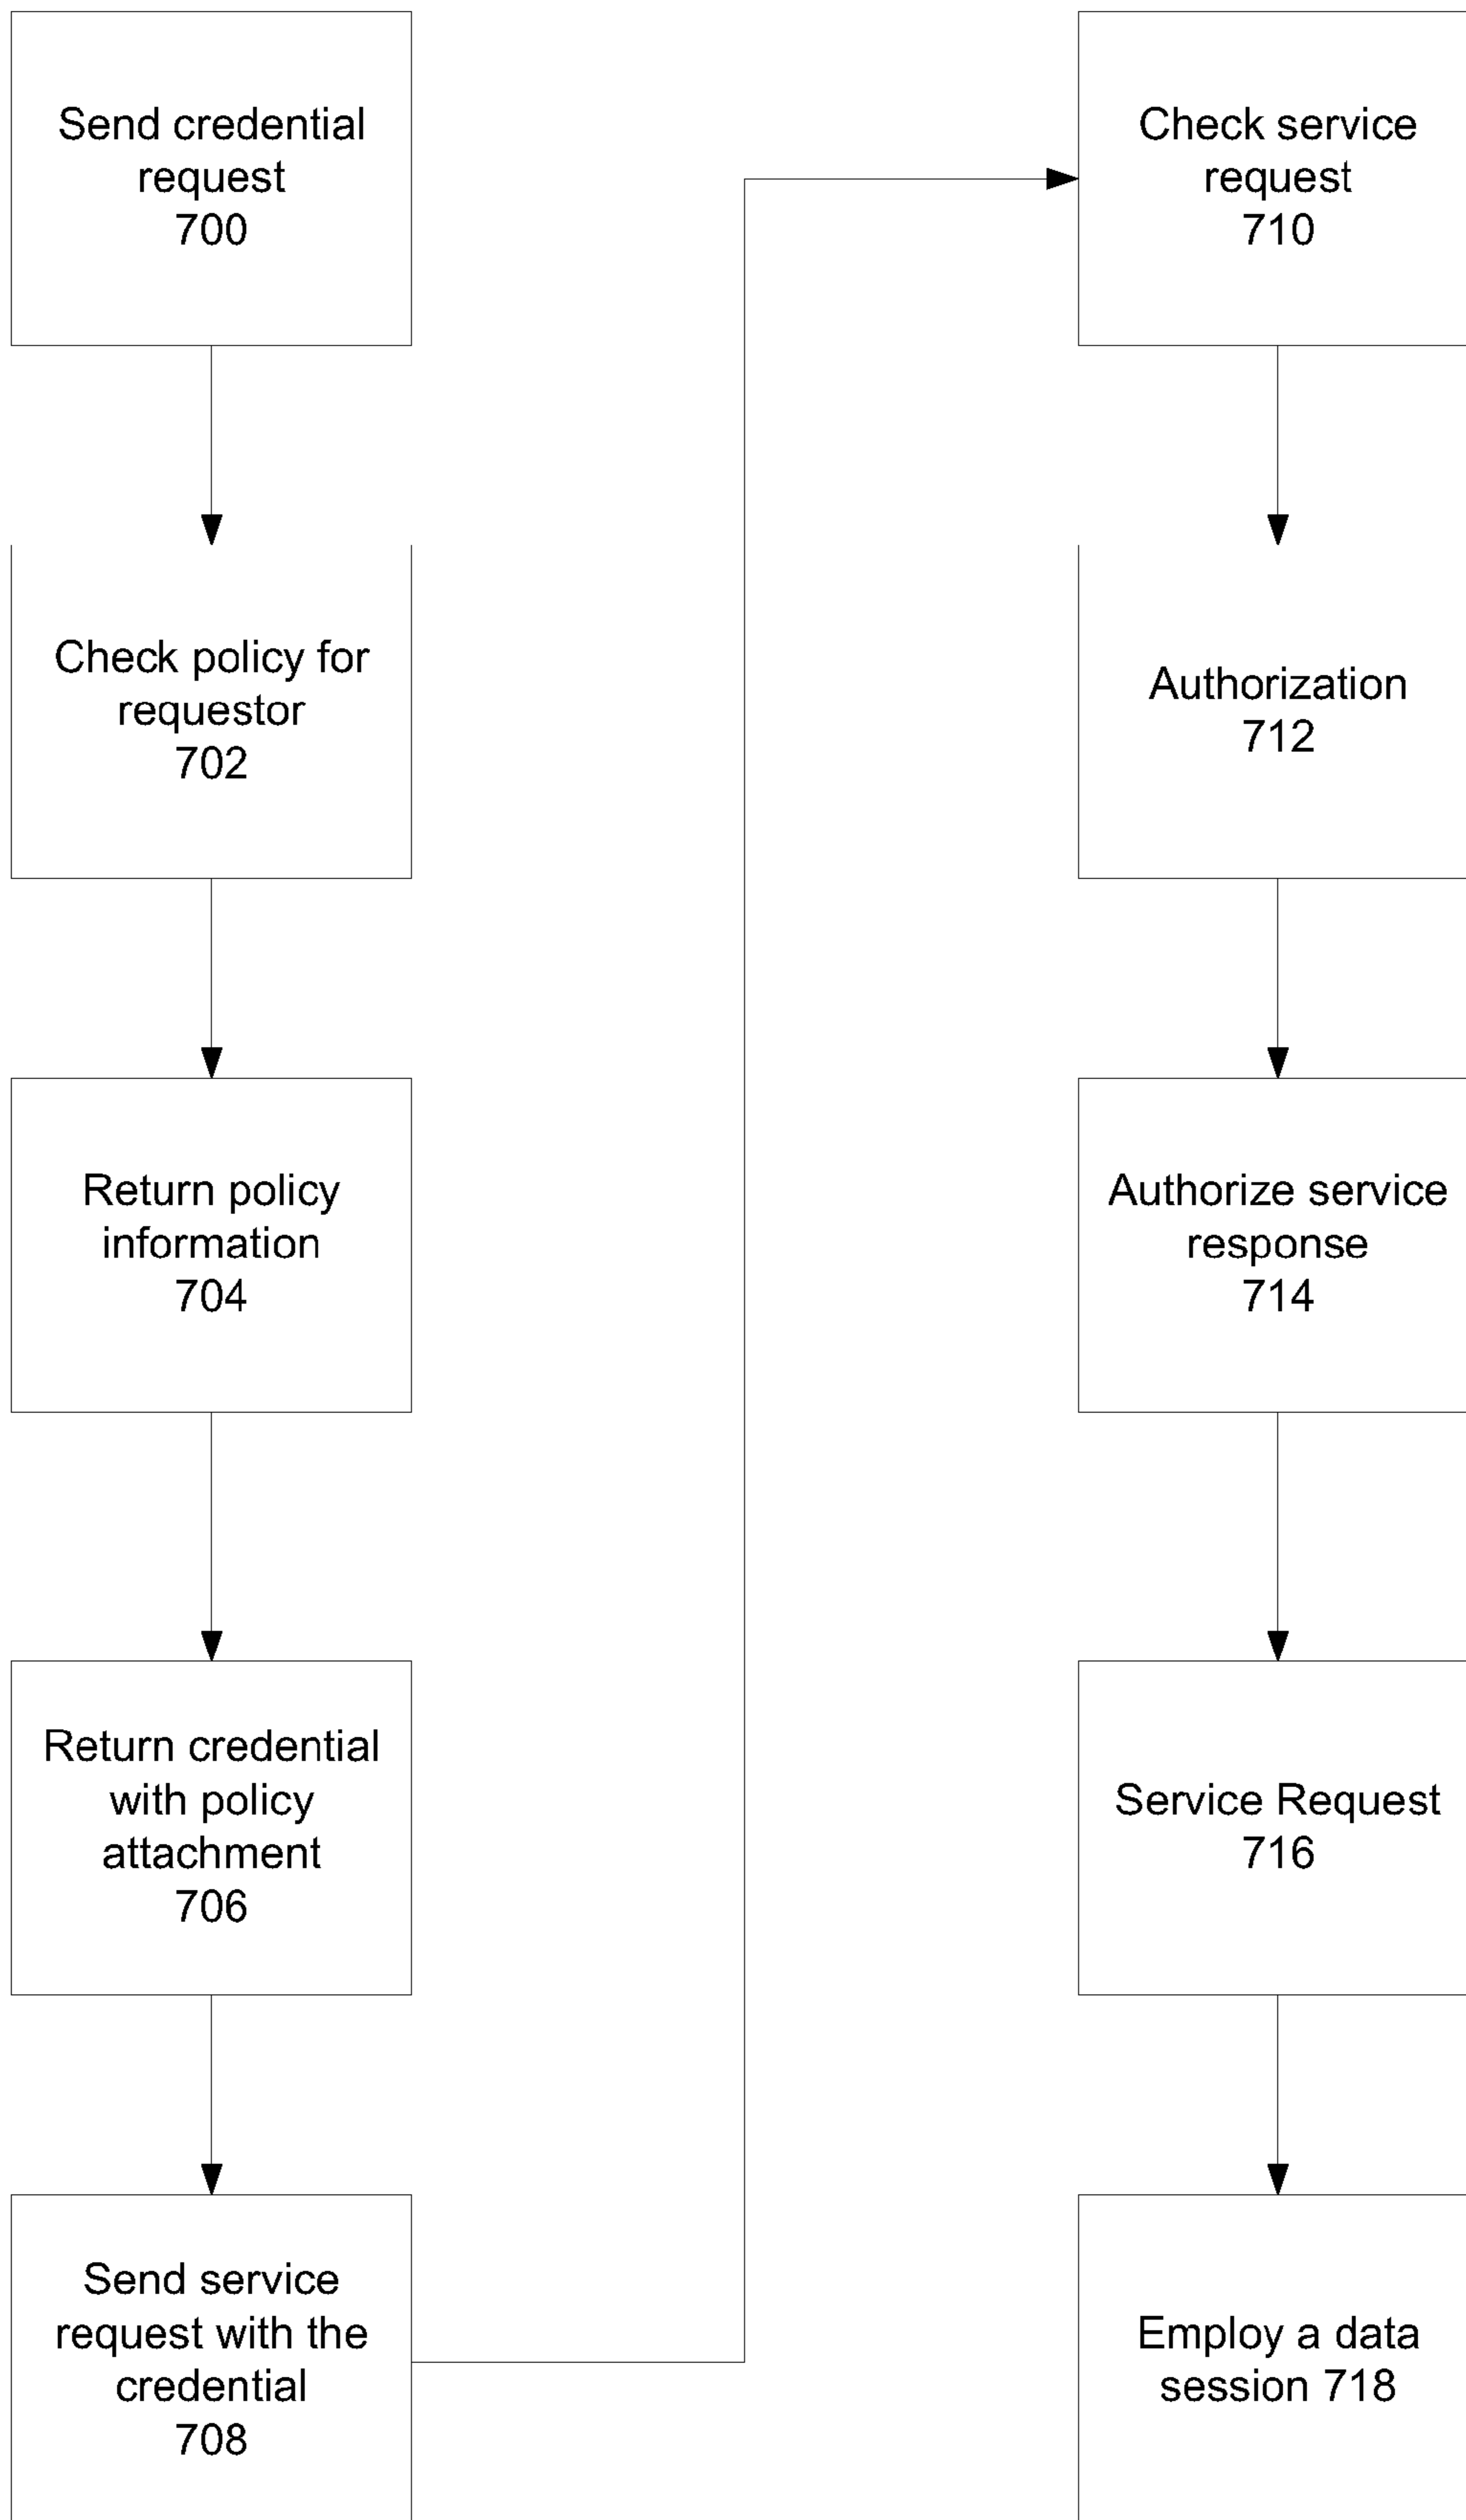 Send credential
request
700
Check policy for
requestor
702
Return policy
information
704
Return credential
with policy
attachment
706
Send service
request with the
credential
708
Check service
request
710
Authorization
712
Authorize service
response
714
Service Request
716
Employ a data
session 718